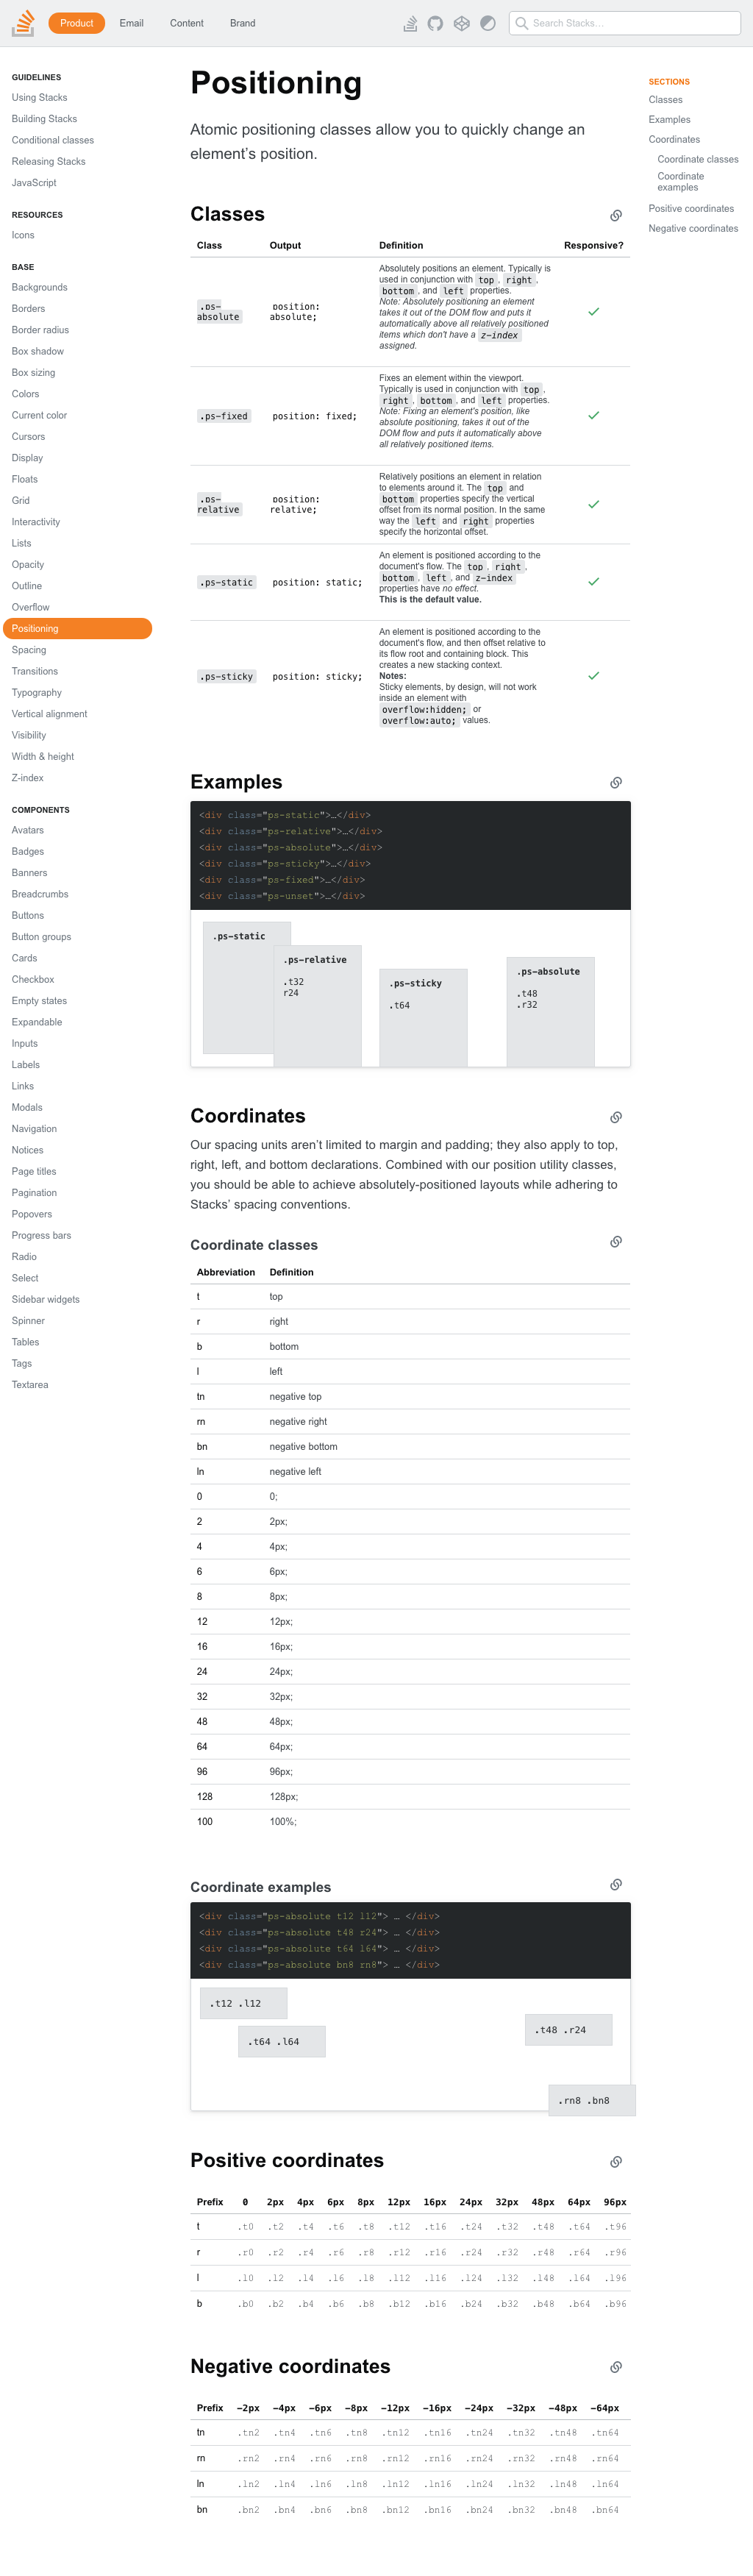 Product
Email
Content
Brand
Search Stacks…
GUIDELINES
Using Stacks
Building Stacks
Conditional classes
Releasing Stacks
JavaScript
RESOURCES
Icons
BASE
Backgrounds
Borders
Border radius
Box shadow
Box sizing
Colors
Current color
Cursors
Display
Floats
Grid
Interactivity
Lists
Opacity
Outline
Overflow
Positioning
Spacing
Transitions
Typography
Vertical alignment
Visibility
Width & height
Z-index
COMPONENTS
Avatars
Badges
Banners
Breadcrumbs
Buttons
Button groups
Cards
Checkbox
Empty states
Expandable
Inputs
Labels
Links
Modals
Navigation
Notices
Page titles
Pagination
Popovers
Progress bars
Radio
Select
Sidebar widgets
Spinner
Tables
Tags
Textarea
Positioning
Atomic positioning classes allow you to quickly change an
element’s position.
Classes
Class Output Definition Responsive?
.ps-
absolute
position:
absolute;
Absolutely positions an element. Typically is
used in conjunction with top, right,
bottom, and left properties.
Note: Absolutely positioning an element
takes it out of the DOM flow and puts it
automatically above all relatively positioned
items which don't have a z-index
assigned.
.ps-fixed
position: fixed;
Fixes an element within the viewport.
Typically is used in conjunction with top,
right, bottom, and left properties.
Note: Fixing an element's position, like
absolute positioning, takes it out of the
DOM flow and puts it automatically above
all relatively positioned items.
.ps-
relative
position:
relative;
Relatively positions an element in relation
to elements around it. The top and
bottom properties specify the vertical
offset from its normal position. In the same
way the left and right properties
specify the horizontal offset.
.ps-static
position: static;
An element is positioned according to the
document's flow. The top, right,
bottom, left, and z-index
properties have no effect.
This is the default value.
.ps-sticky
position: sticky;
An element is positioned according to the
document's flow, and then offset relative to
its flow root and containing block. This
creates a new stacking context.
Notes:
Sticky elements, by design, will not work
inside an element with
overflow:hidden; or
overflow:auto; values.
Examples
<div class="ps-static">…</div>
<div class="ps-relative">…</div>
<div class="ps-absolute">…</div>
<div class="ps-sticky">…</div>
<div class="ps-fixed">…</div>
<div class="ps-unset">…</div>
.ps-static
.ps-relative
.t32
r24
.ps-sticky
.t64
.ps-absolute
.t48
.r32
Coordinates
Our spacing units aren’t limited to margin and padding; they also apply to top,
right, left, and bottom declarations. Combined with our position utility classes,
you should be able to achieve absolutely-positioned layouts while adhering to
Stacks’ spacing conventions.
Coordinate classes
Abbreviation Definition
t top
r right
b bottom
l left
tn negative top
rn negative right
bn negative bottom
ln negative left
0 0;
2 2px;
4 4px;
6 6px;
8 8px;
12 12px;
16 16px;
24 24px;
32 32px;
48 48px;
64 64px;
96 96px;
128 128px;
100 100%;
Coordinate examples
<div class="ps-absolute t12 l12"> … </div>
<div class="ps-absolute t48 r24"> … </div>
<div class="ps-absolute t64 l64"> … </div>
<div class="ps-absolute bn8 rn8"> … </div>
.t12 .l12
.t64 .l64
.t48 .r24
.rn8 .bn8
Positive coordinates
Prefix 0 2px 4px 6px 8px 12px 16px 24px 32px 48px 64px 96px
t .t0 .t2 .t4 .t6 .t8 .t12 .t16 .t24 .t32 .t48 .t64 .t96
r .r0 .r2 .r4 .r6 .r8 .r12 .r16 .r24 .r32 .r48 .r64 .r96
l .l0 .l2 .l4 .l6 .l8 .l12 .l16 .l24 .l32 .l48 .l64 .l96
b .b0 .b2 .b4 .b6 .b8 .b12 .b16 .b24 .b32 .b48 .b64 .b96
Negative coordinates
Prefix −2px −4px −6px −8px −12px −16px −24px −32px −48px −64px
tn .tn2 .tn4 .tn6 .tn8 .tn12 .tn16 .tn24 .tn32 .tn48 .tn64
rn .rn2 .rn4 .rn6 .rn8 .rn12 .rn16 .rn24 .rn32 .rn48 .rn64
ln .ln2 .ln4 .ln6 .ln8 .ln12 .ln16 .ln24 .ln32 .ln48 .ln64
bn .bn2 .bn4 .bn6 .bn8 .bn12 .bn16 .bn24 .bn32 .bn48 .bn64
SECTIONS
Classes
Examples
Coordinates
Coordinate classes
Coordinate
examples
Positive coordinates
Negative coordinates